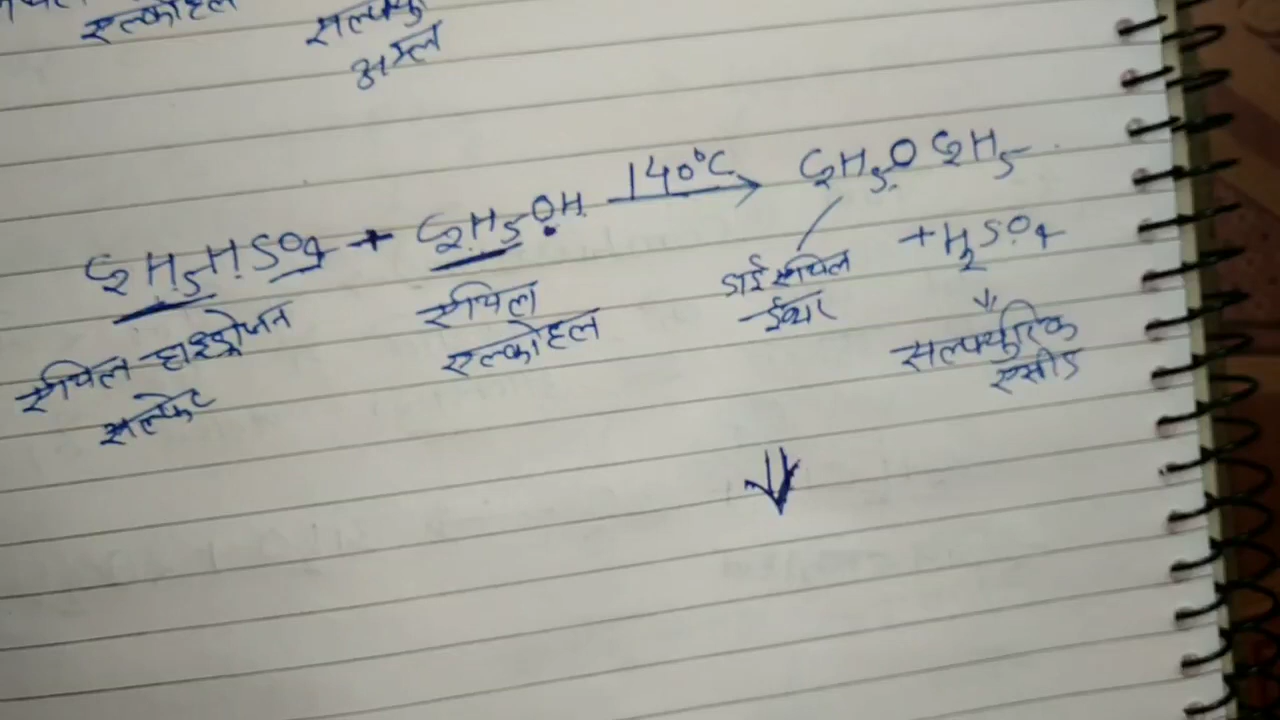 एल्कोहल सल्फ्यु
अम्ल
C2H5HSO4 + C2H5OH 140°C → C2H5OC2H5
+ H2SO4
एथिल हाइड्रोजन
सल्फेट
एथिल
एल्कोहल
डाई एथिल
ईथर
सल्फ्युरिक
एसीड